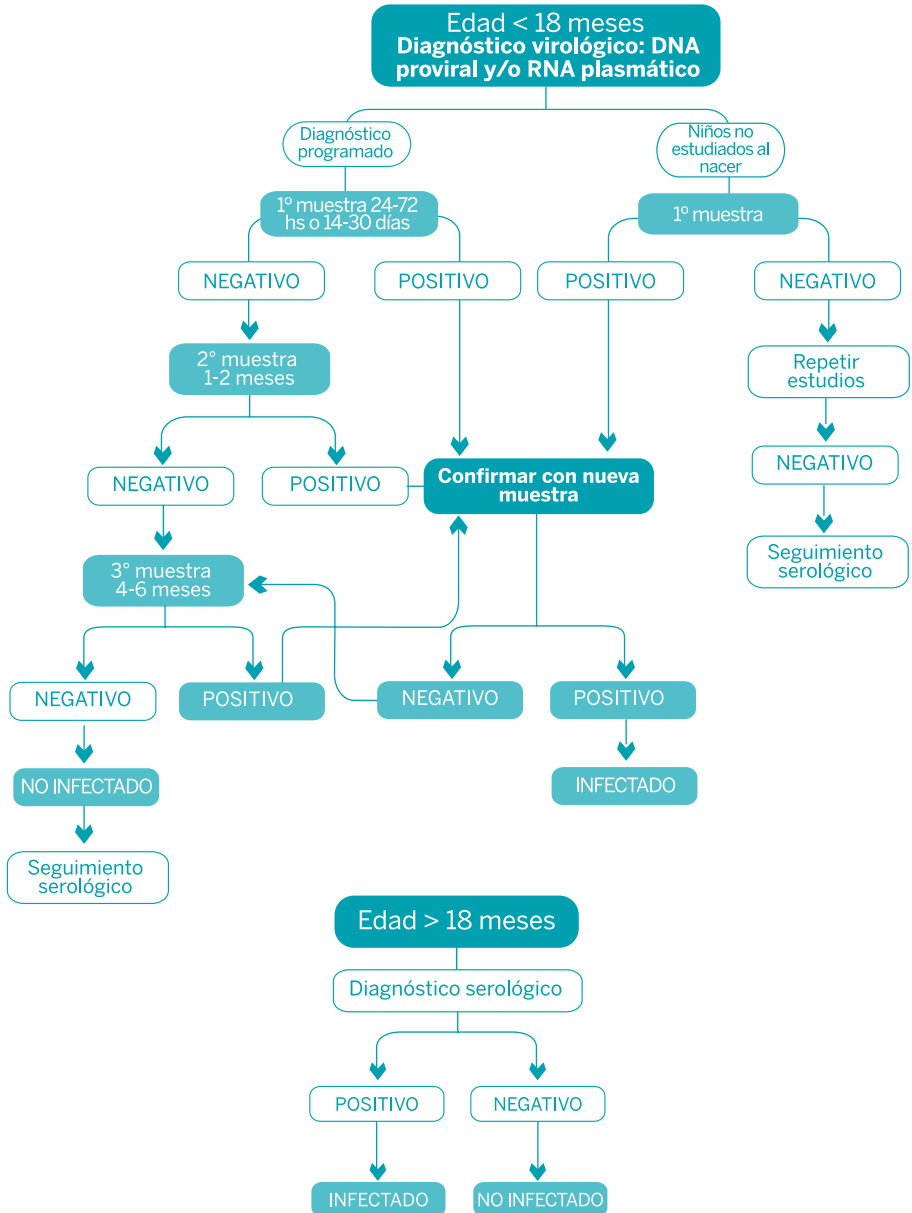 Edad < 18 meses
Diagnóstico virológico: DNA
proviral y/o RNA plasmático
Diagnóstico
programado
Niños no
estudiados al
nacer
1º muestra 24-72
hs o 14-30 días
1º muestra
NEGATIVO
POSITIVO
POSITIVO
NEGATIVO
2° muestra
1-2 meses
Repetir
estudios
NEGATIVO
POSITIVO
Confirmar con nueva
muestra
NEGATIVO
3° muestra
4-6 meses
Seguimiento
serológico
NEGATIVO
POSITIVO
NEGATIVO
POSITIVO
NO INFECTADO
INFECTADO
Seguimiento
serológico
Edad > 18 meses
Diagnóstico serológico
POSITIVO
NEGATIVO
INFECTADO
NO INFECTADO